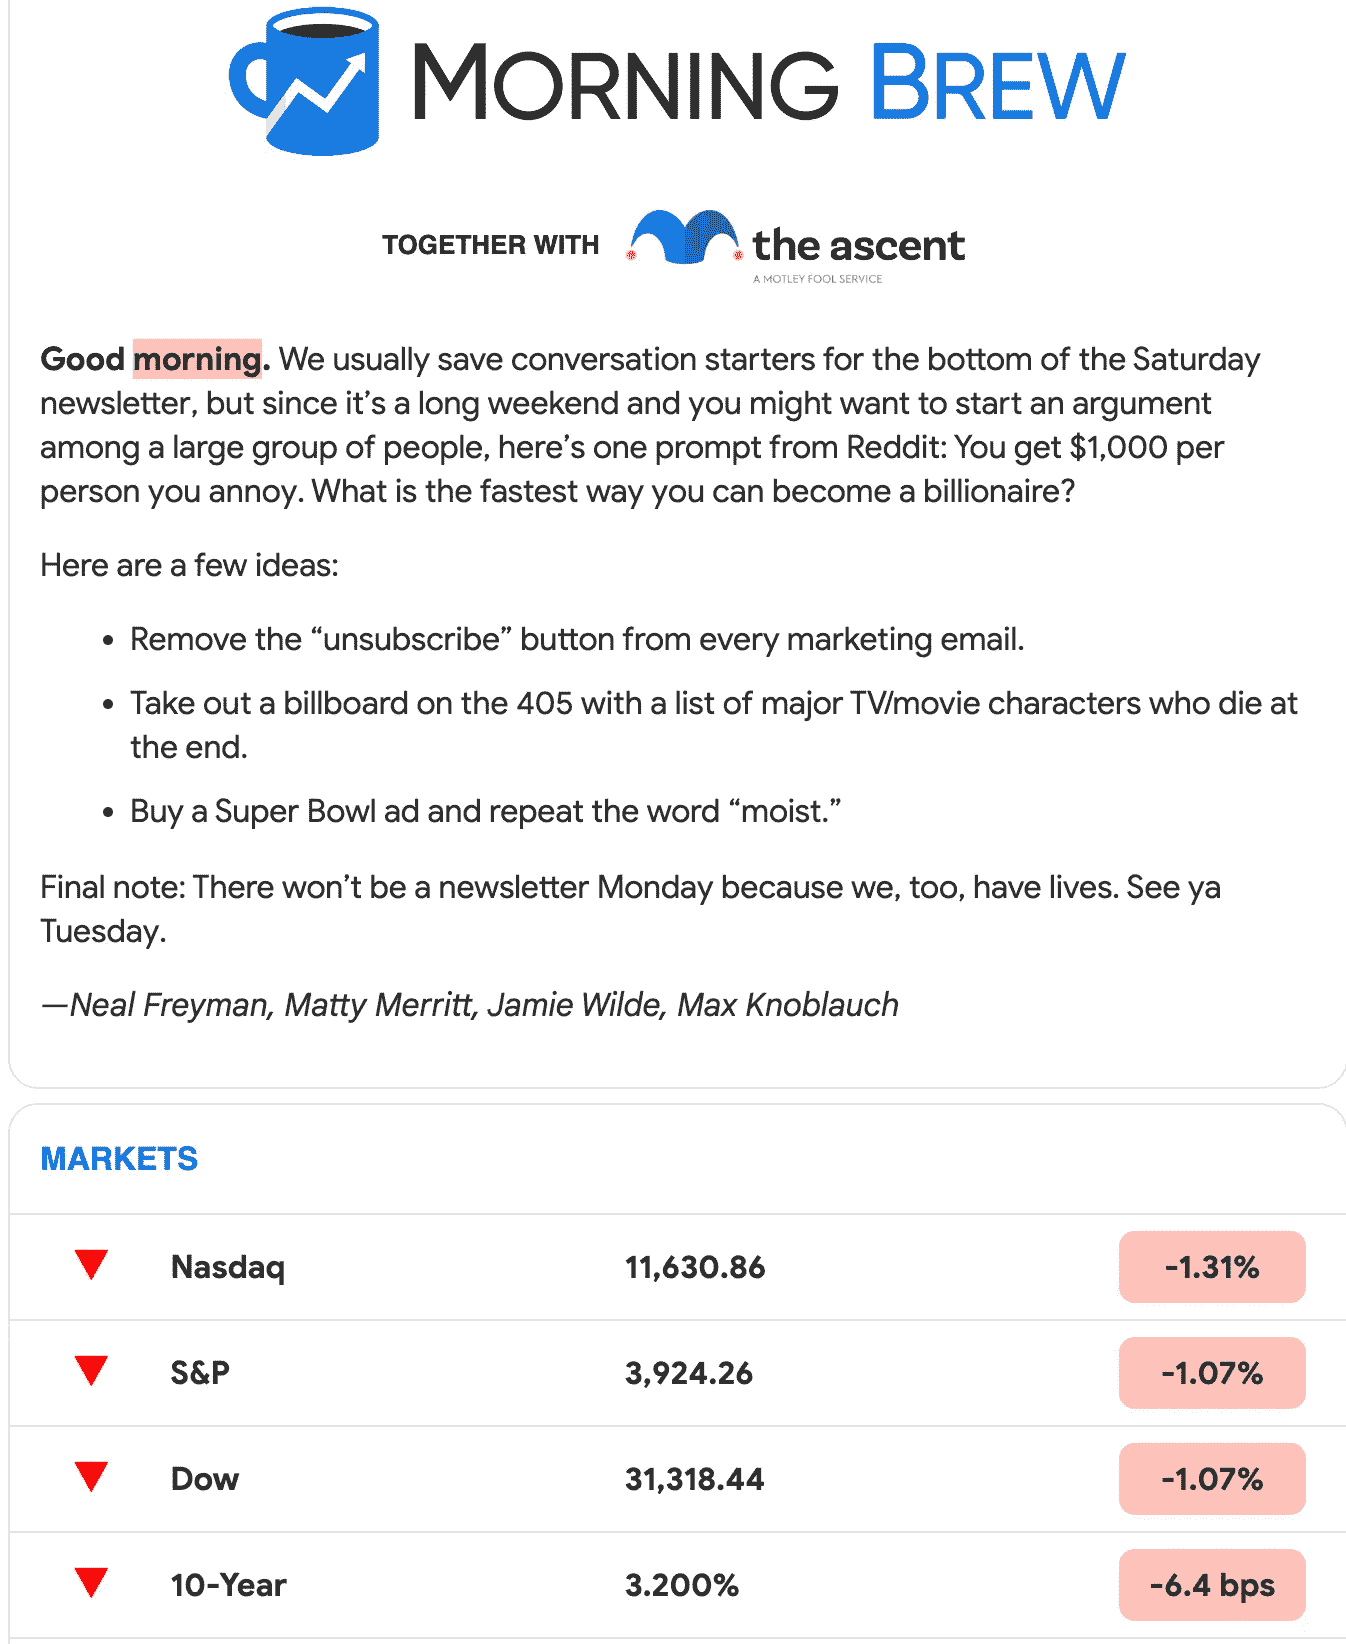 MORNING BREW
TOGETHER WITH the ascent
A MOTLEY FOOL SERVICE
Good morning. We usually save conversation starters for the bottom of the Saturday
newsletter, but since it’s a long weekend and you might want to start an argument
among a large group of people, here’s one prompt from Reddit: You get $1,000 per
person you annoy. What is the fastest way you can become a billionaire?
Here are a few ideas:
• Remove the “unsubscribe” button from every marketing email.
• Take out a billboard on the 405 with a list of major TV/movie characters who die at
the end.
• Buy a Super Bowl ad and repeat the word “moist.”
Final note: There won’t be a newsletter Monday because we, too, have lives. See ya
Tuesday.
—Neal Freyman, Matty Merritt, Jamie Wilde, Max Knoblauch
MARKETS
Nasdaq 11,630.86 -1.31%
S&P 3,924.26 -1.07%
Dow 31,318.44 -1.07%
10-Year 3.200% -6.4 bps